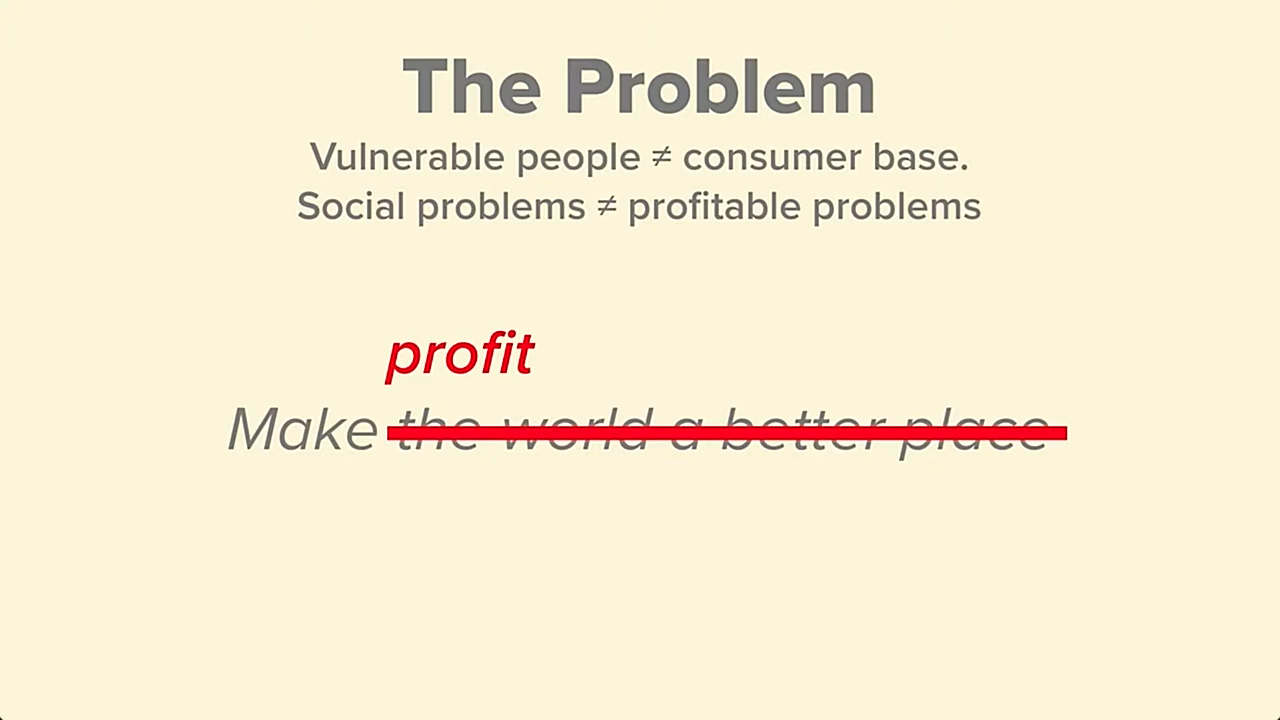 The Problem
Vulnerable people ≠ consumer base.
Social problems ≠ profitable problems
profit
Make the world a better place